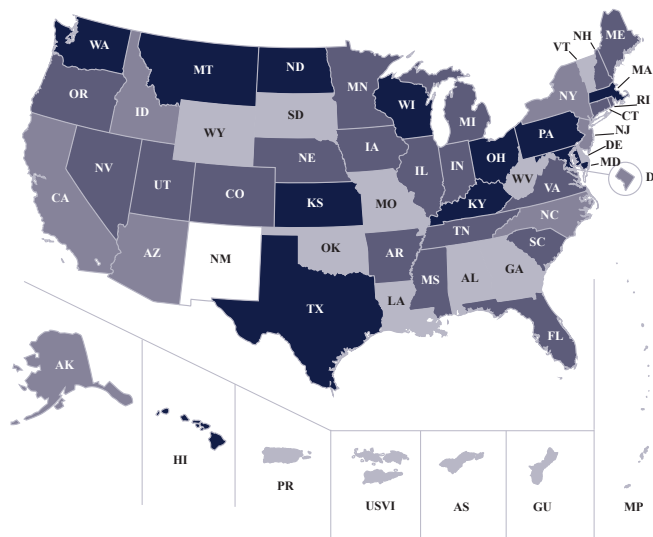 ME
NH
VT
WA
MT
ND
MN
MA
OR
WI
NY
RI
ID
SD
MI
CT
WY
PA
NJ
IA
DE
NE
OH
NV
IL
IN
MD
UT
WV
D
CO
VA
CA
KS
MO
KY
NC
TN
AZ
OK
NM
AR
SC
MS
AL
GA
LA
TX
FL
AK
HI
PR
USVI
AS
GU
MP